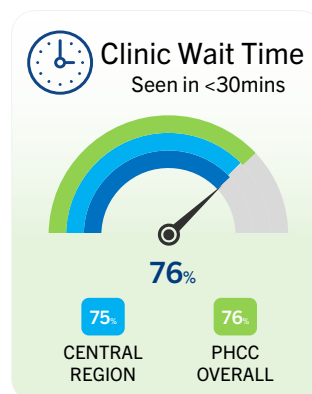 Clinic Wait Time
Seen in <30mins
76%
75%
76%
CENTRAL
REGION
PHCC
OVERALL